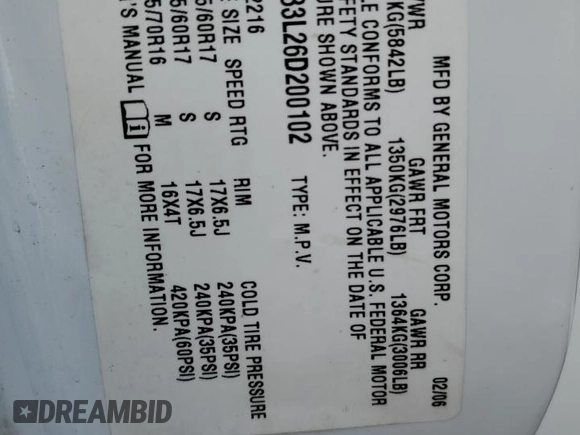 MFD BY GENERAL MOTORS CORP. 02/06
VWR GAWR FRT GAWR RR
KG(5842LB) 1350KG(2976LB) 1364KG(3006LB)
LE CONFORMS TO ALL APPLICABLE U.S. FEDERAL MOTOR
FETY STANDARDS IN EFFECT ON THE DATE OF
URE SHOWN ABOVE.
B3L26D200102 TYPE: M.P.V.
2216
E SIZE SPEED RTG RIM COLD TIRE PRESSURE
5/60R17 S 17X6.5J 240KPA(35PSI)
5/60R17 S 17X6.5J 240KPA(35PSI)
5/70R16 M 16X4T 420KPA(60PSI)
'S MANUAL i FOR MORE INFORMATION.
DREAMBID